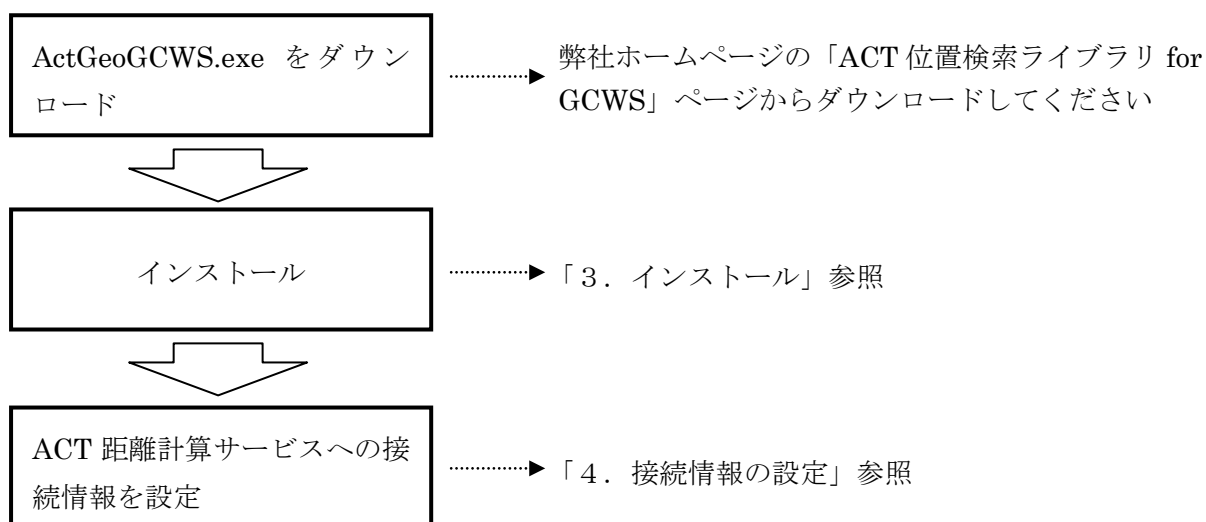 ActGeoGCWS.exe をダウン
ロード
弊社ホームページの「ACT 位置検索ライブラリ for
GCWS」ページからダウンロードしてください
インストール
「３．インストール」参照
ACT 距離計算サービスへの接
続情報を設定
「４．接続情報の設定」参照